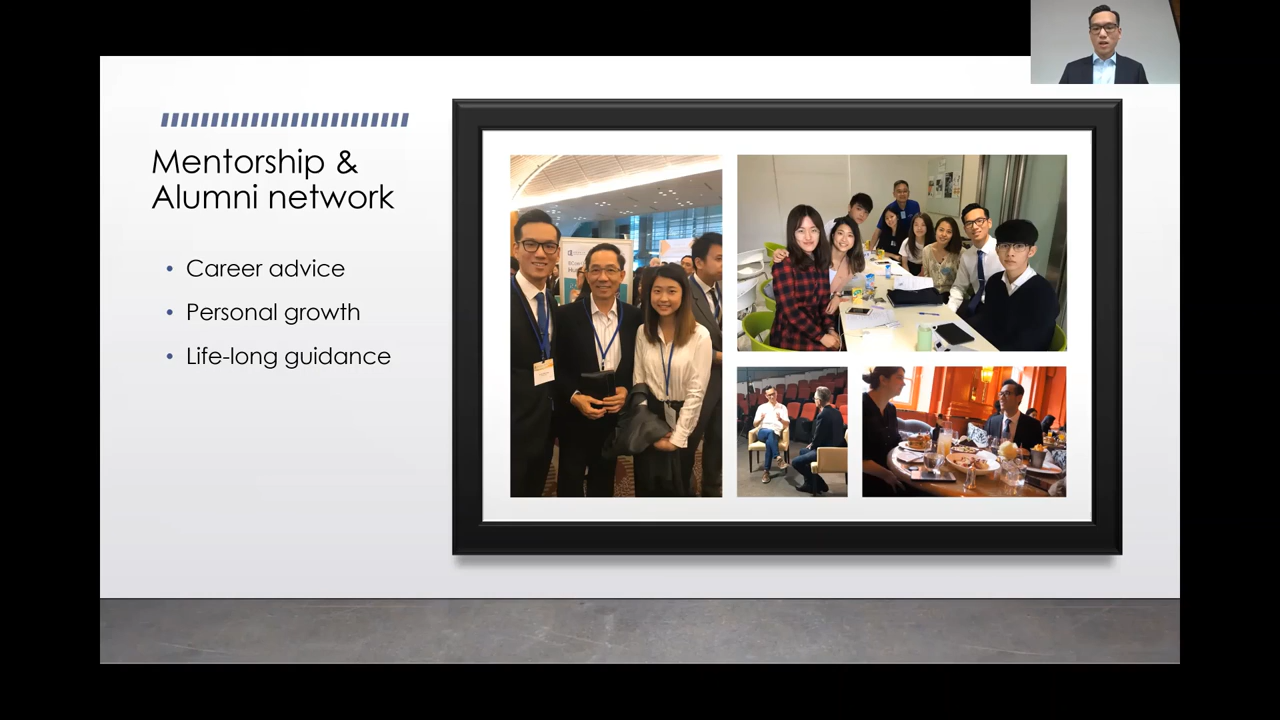 Mentorship &
Alumni network
• Career advice
• Personal growth
• Life-long guidance